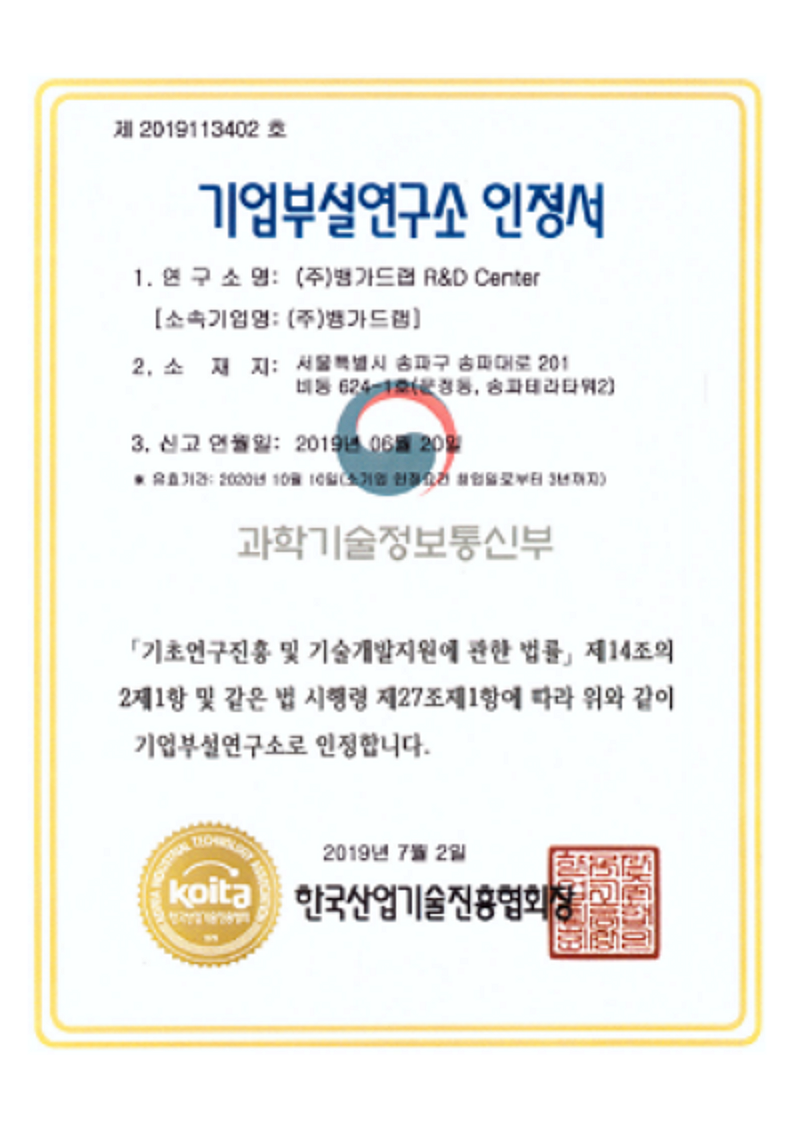 제 2019113402 호
기업부설연구소 인정서
1. 연 구 소 명: (주)뱅가드랩 R&D Center
[소속기업명: (주)뱅가드랩]
2. 소 재 지: 서울특별시 송파구 송파대로 201
비동 624-1호(문정동, 송파테라타워2)
3. 신고 연월일: 2019년 06월 20일
※ 유효기간: 2020년 10월 16일(소기업 인정요건 창업일로부터 3년까지)
과학기술정보통신부
「기초연구진흥 및 기술개발지원에 관한 법률」 제14조의
2제1항 및 같은 법 시행령 제27조제1항에 따라 위와 같이
기업부설연구소로 인정합니다.
2019년 7월 2일
한국산업기술진흥협회장
KOREA INDUSTRIAL TECHNOLOGY ASSOCIATION
koita
한국산업기술진흥협회